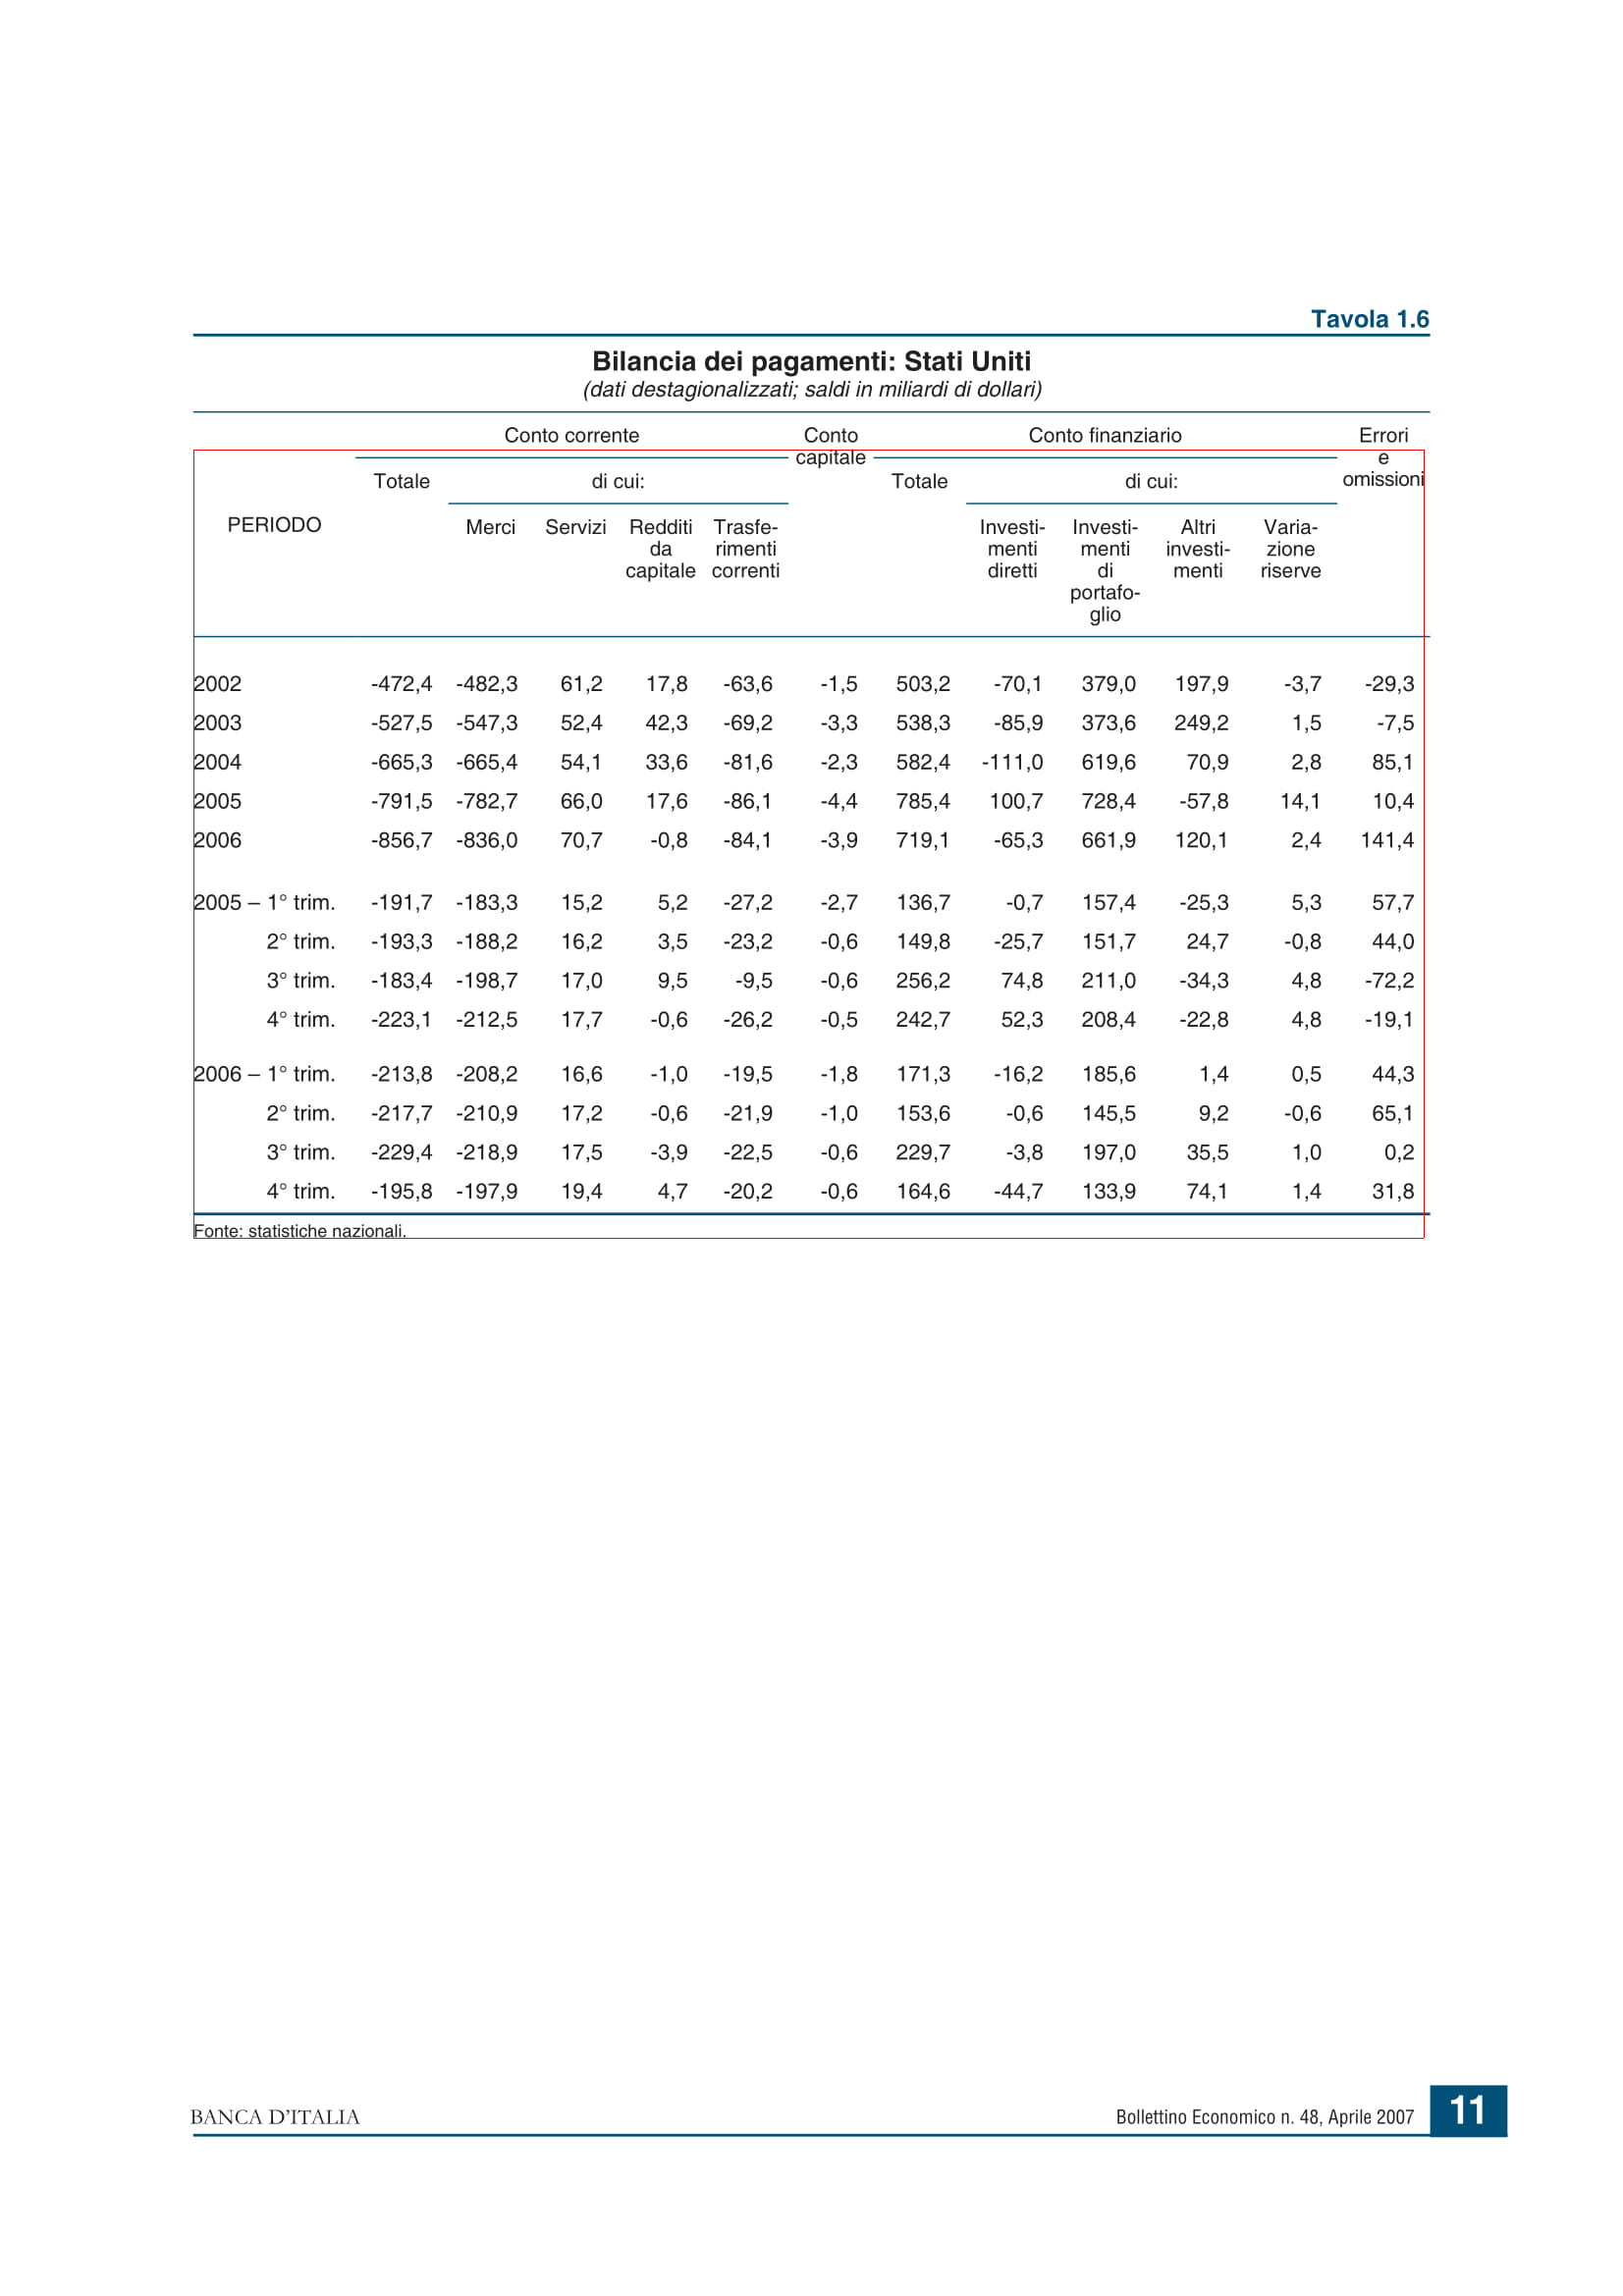 Tavola 1.6
Bilancia dei pagamenti: Stati Uniti
(dati destagionalizzati; saldi in miliardi di dollari)
Conto corrente Conto capitale Conto finanziario Errori e omissioni
Totale di cui: Totale di cui:
PERIODO Merci Servizi Redditi da capitale Trasfe-rimenti correnti Investi-menti diretti Investi-menti di portafo-glio Altri investi-menti Varia-zione riserve
2002 -472,4 -482,3 61,2 17,8 -63,6 -1,5 503,2 -70,1 379,0 197,9 -3,7 -29,3
2003 -527,5 -547,3 52,4 42,3 -69,2 -3,3 538,3 -85,9 373,6 249,2 1,5 -7,5
2004 -665,3 -665,4 54,1 33,6 -81,6 -2,3 582,4 -111,0 619,6 70,9 2,8 85,1
2005 -791,5 -782,7 66,0 17,6 -86,1 -4,4 785,4 100,7 728,4 -57,8 14,1 10,4
2006 -856,7 -836,0 70,7 -0,8 -84,1 -3,9 719,1 -65,3 661,9 120,1 2,4 141,4
2005 – 1° trim. -191,7 -183,3 15,2 5,2 -27,2 -2,7 136,7 -0,7 157,4 -25,3 5,3 57,7
2° trim. -193,3 -188,2 16,2 3,5 -23,2 -0,6 149,8 -25,7 151,7 24,7 -0,8 44,0
3° trim. -183,4 -198,7 17,0 9,5 -9,5 -0,6 256,2 74,8 211,0 -34,3 4,8 -72,2
4° trim. -223,1 -212,5 17,7 -0,6 -26,2 -0,5 242,7 52,3 208,4 -22,8 4,8 -19,1
2006 – 1° trim. -213,8 -208,2 16,6 -1,0 -19,5 -1,8 171,3 -16,2 185,6 1,4 0,5 44,3
2° trim. -217,7 -210,9 17,2 -0,6 -21,9 -1,0 153,6 -0,6 145,5 9,2 -0,6 65,1
3° trim. -229,4 -218,9 17,5 -3,9 -22,5 -0,6 229,7 -3,8 197,0 35,5 1,0 0,2
4° trim. -195,8 -197,9 19,4 4,7 -20,2 -0,6 164,6 -44,7 133,9 74,1 1,4 31,8
Fonte: statistiche nazionali.
BANCA D'ITALIA Bollettino Economico n. 48, Aprile 2007 11